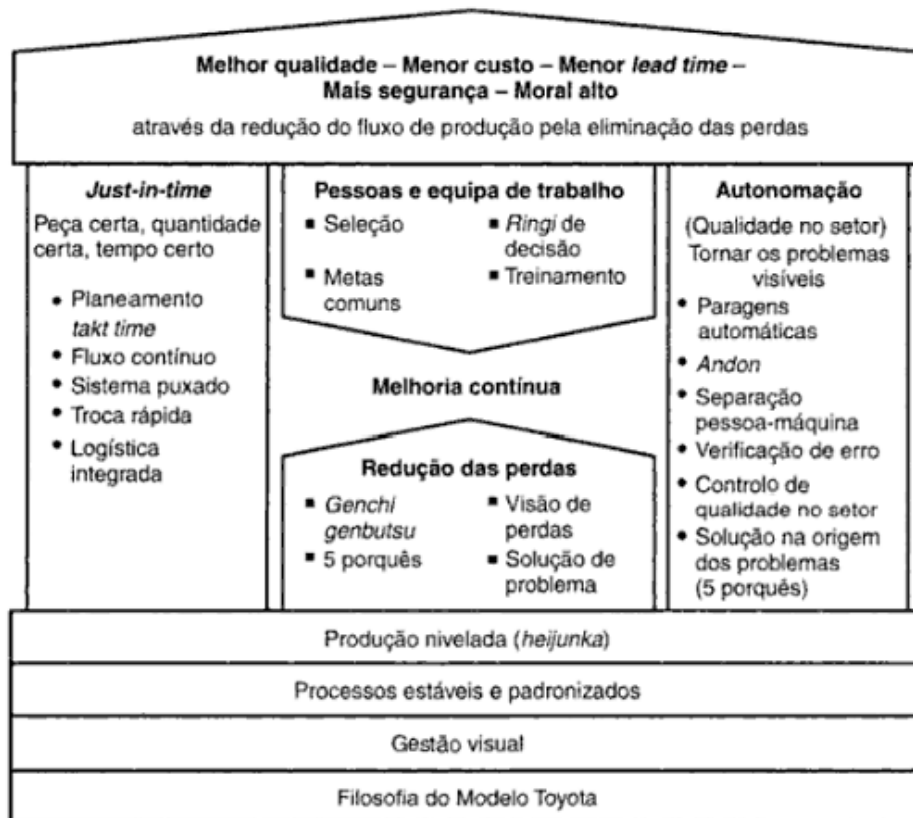 Melhor qualidade – Menor custo – Menor lead time –
Mais segurança – Moral alto
através da redução do fluxo de produção pela eliminação das perdas
Just-in-time
Peça certa, quantidade
certa, tempo certo
• Planeamento
takt time
• Fluxo contínuo
• Sistema puxado
• Troca rápida
• Logística
integrada
Pessoas e equipa de trabalho
▪ Seleção
▪ Metas
comuns
▪ Ringi de
decisão
▪ Treinamento
Melhoria contínua
Redução das perdas
▪ Genchi
genbutsu
▪ 5 porquês
▪ Visão de
perdas
▪ Solução de
problema
Autonomação
(Qualidade no setor)
Tornar os problemas
visíveis
• Paragens
automáticas
• Andon
• Separação
pessoa-máquina
• Verificação de erro
• Controlo de
qualidade no setor
• Solução na origem
dos problemas
(5 porquês)
Produção nivelada (heijunka)
Processos estáveis e padronizados
Gestão visual
Filosofia do Modelo Toyota